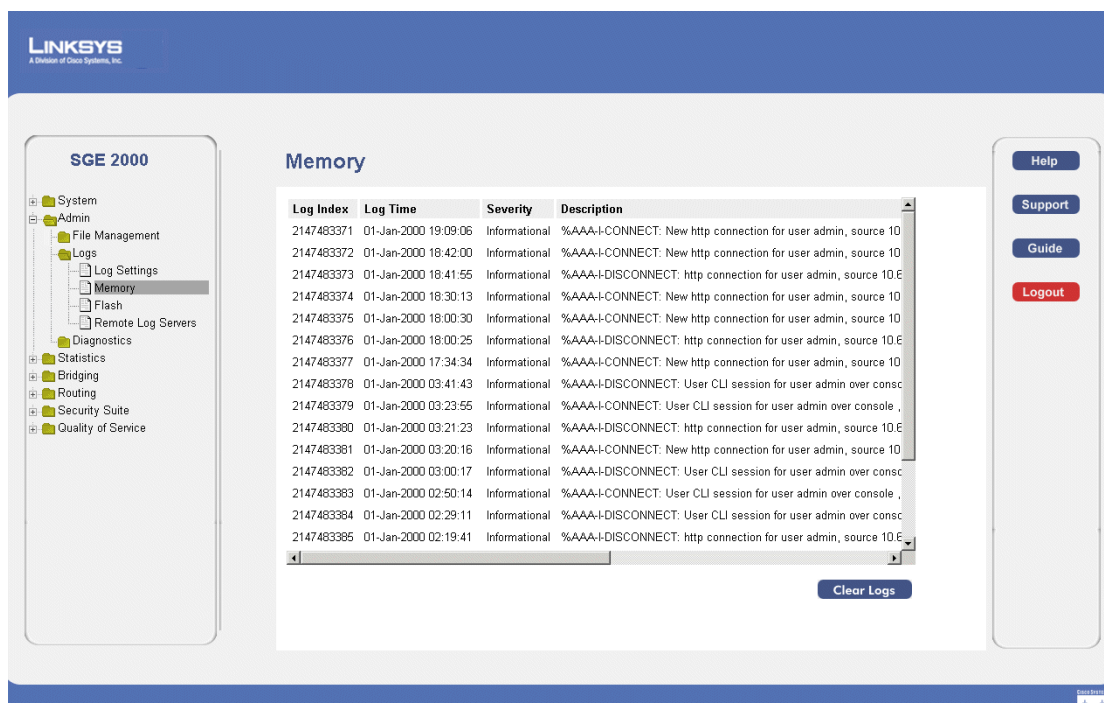 LINKSYS
A Division of Cisco Systems, Inc.
SGE 2000
System
Admin
File Management
Logs
Log Settings
Memory
Flash
Remote Log Servers
Diagnostics
Statistics
Bridging
Routing
Security Suite
Quality of Service
Memory
Log Index Log Time Severity Description
2147483371 01-Jan-2000 19:09:06 Informational %AAA-I-CONNECT: New http connection for user admin, source 10
2147483372 01-Jan-2000 18:42:00 Informational %AAA-I-CONNECT: New http connection for user admin, source 10
2147483373 01-Jan-2000 18:41:55 Informational %AAA-I-DISCONNECT: http connection for user admin, source 10.6
2147483374 01-Jan-2000 18:30:13 Informational %AAA-I-CONNECT: New http connection for user admin, source 10
2147483375 01-Jan-2000 18:00:30 Informational %AAA-I-CONNECT: New http connection for user admin, source 10
2147483376 01-Jan-2000 18:00:25 Informational %AAA-I-DISCONNECT: http connection for user admin, source 10.6
2147483377 01-Jan-2000 17:34:34 Informational %AAA-I-CONNECT: New http connection for user admin, source 10
2147483378 01-Jan-2000 03:41:43 Informational %AAA-I-DISCONNECT: User CLI session for user admin over consc
2147483379 01-Jan-2000 03:23:55 Informational %AAA-I-CONNECT: User CLI session for user admin over console ,
2147483380 01-Jan-2000 03:21:23 Informational %AAA-I-DISCONNECT: http connection for user admin, source 10.6
2147483381 01-Jan-2000 03:20:16 Informational %AAA-I-CONNECT: New http connection for user admin, source 10
2147483382 01-Jan-2000 03:00:17 Informational %AAA-I-DISCONNECT: User CLI session for user admin over consc
2147483383 01-Jan-2000 02:50:14 Informational %AAA-I-CONNECT: User CLI session for user admin over console ,
2147483384 01-Jan-2000 02:29:11 Informational %AAA-I-DISCONNECT: User CLI session for user admin over consc
2147483385 01-Jan-2000 02:19:41 Informational %AAA-I-DISCONNECT: http connection for user admin, source 10.6
Clear Logs
Help
Support
Guide
Logout